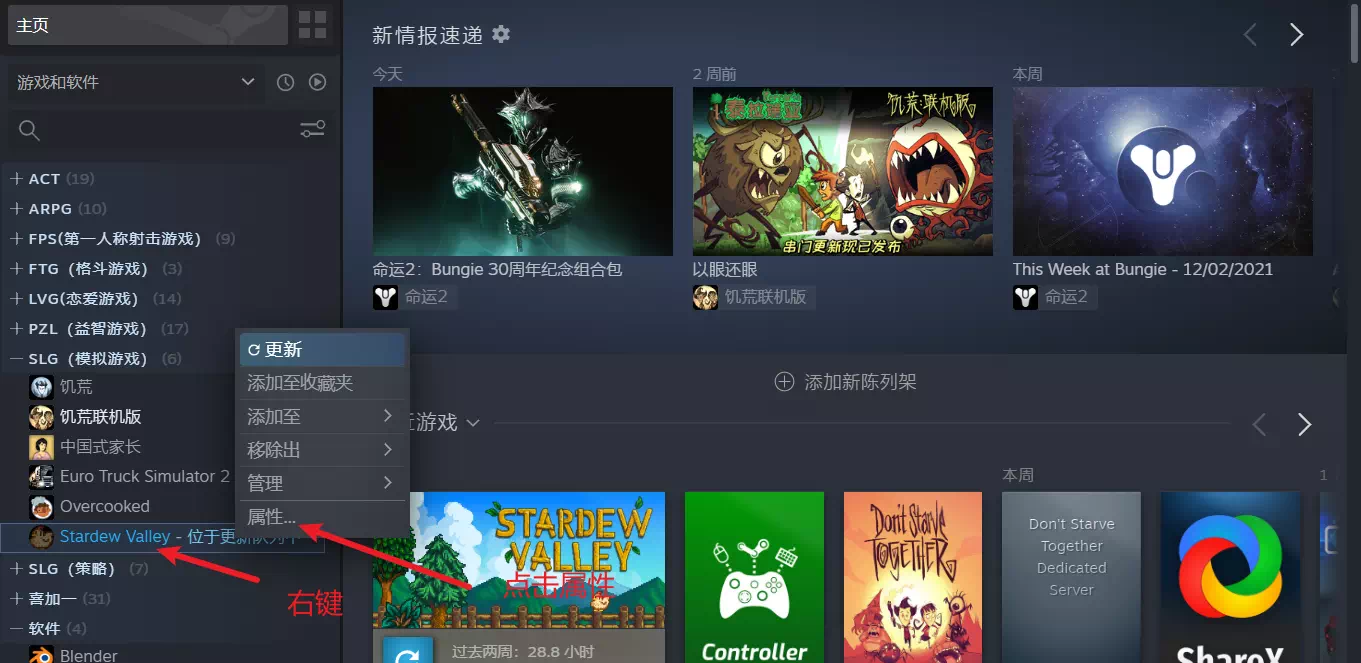 主页
游戏和软件
ACT (19)
ARPG (10)
FPS(第一人称射击游戏) (9)
FTG（格斗游戏） (3)
LVG(恋爱游戏) (14)
PZL（益智游戏） (17)
SLG（模拟游戏） (6)
饥荒
饥荒联机版
中国式家长
Euro Truck Simulator 2
Overcooked
Stardew Valley - 位于更新队列中
SLG（策略） (7)
喜加一 (31)
软件 (4)
Blender
更新
添加至收藏夹
添加至
移除出
管理
属性...
右键
点击属性
新情报速递
今天
2 周前
本周
泰拉瑞亚
饥荒:联机版
串门更新现已发布
命运2：Bungie 30周年纪念组合包
命运2
以眼还眼
饥荒联机版
This Week at Bungie - 12/02/2021
命运2
添加新陈列架
近游戏
本周
1
STARDEW
VALLEY
过去两周：28.8 小时
Controller
Don't Starve
TOGETHER
Don't Starve
Together
Dedicated
Server
ShareX